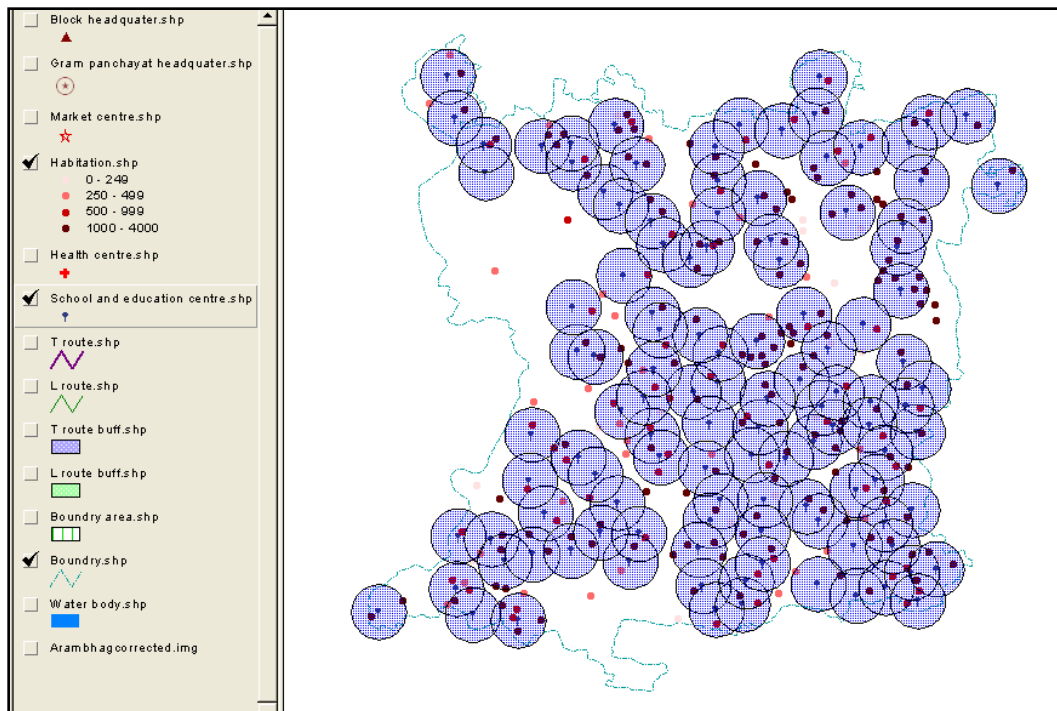 Block headquater.shp
Gram panchayat headquater.shp
Market centre.shp
Habitation.shp
0 - 249
250 - 499
500 - 999
1000 - 4000
Health centre.shp
School and education centre.shp
T route.shp
L route.shp
T route buff.shp
L route buff.shp
Boundry area.shp
Boundry.shp
Water body.shp
Arambhagcorrected.img